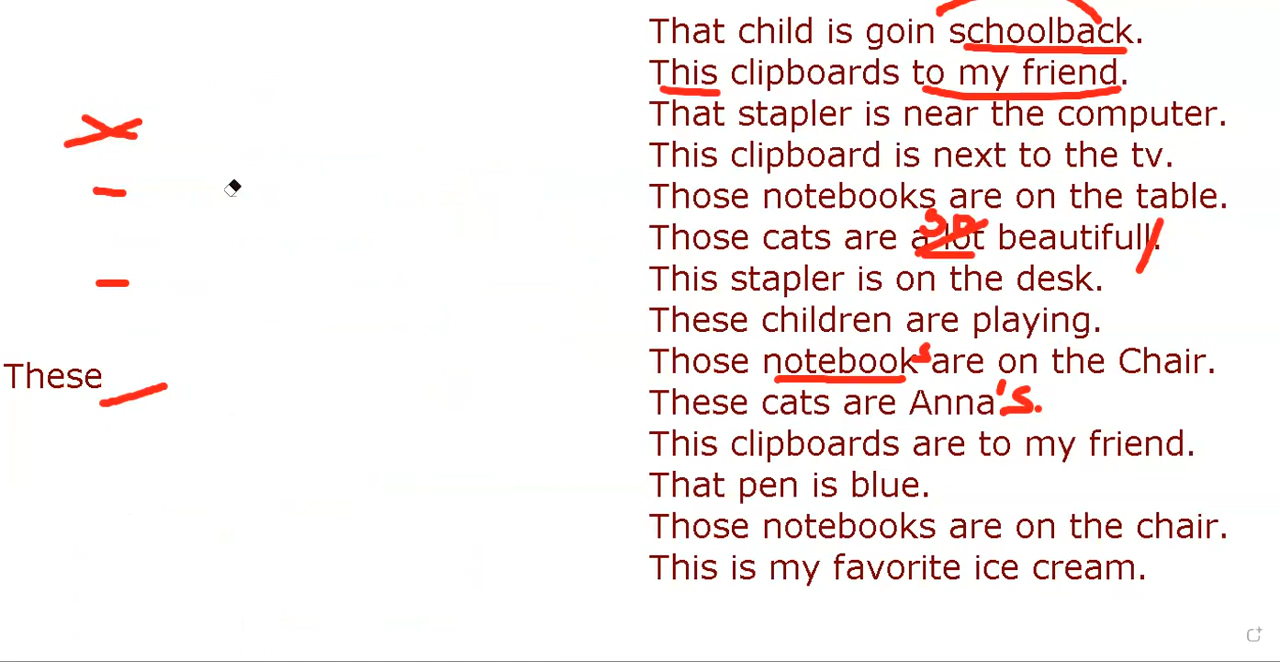 That child is goin schoolback.
This clipboards to my friend.
That stapler is near the computer.
This clipboard is next to the tv.
Those notebooks are on the table.
so
Those cats are a lot beautifull.
This stapler is on the desk.
These children are playing.
Those notebook s are on the Chair.
These
These cats are Anna 's.
This clipboards are to my friend.
That pen is blue.
Those notebooks are on the chair.
This is my favorite ice cream.